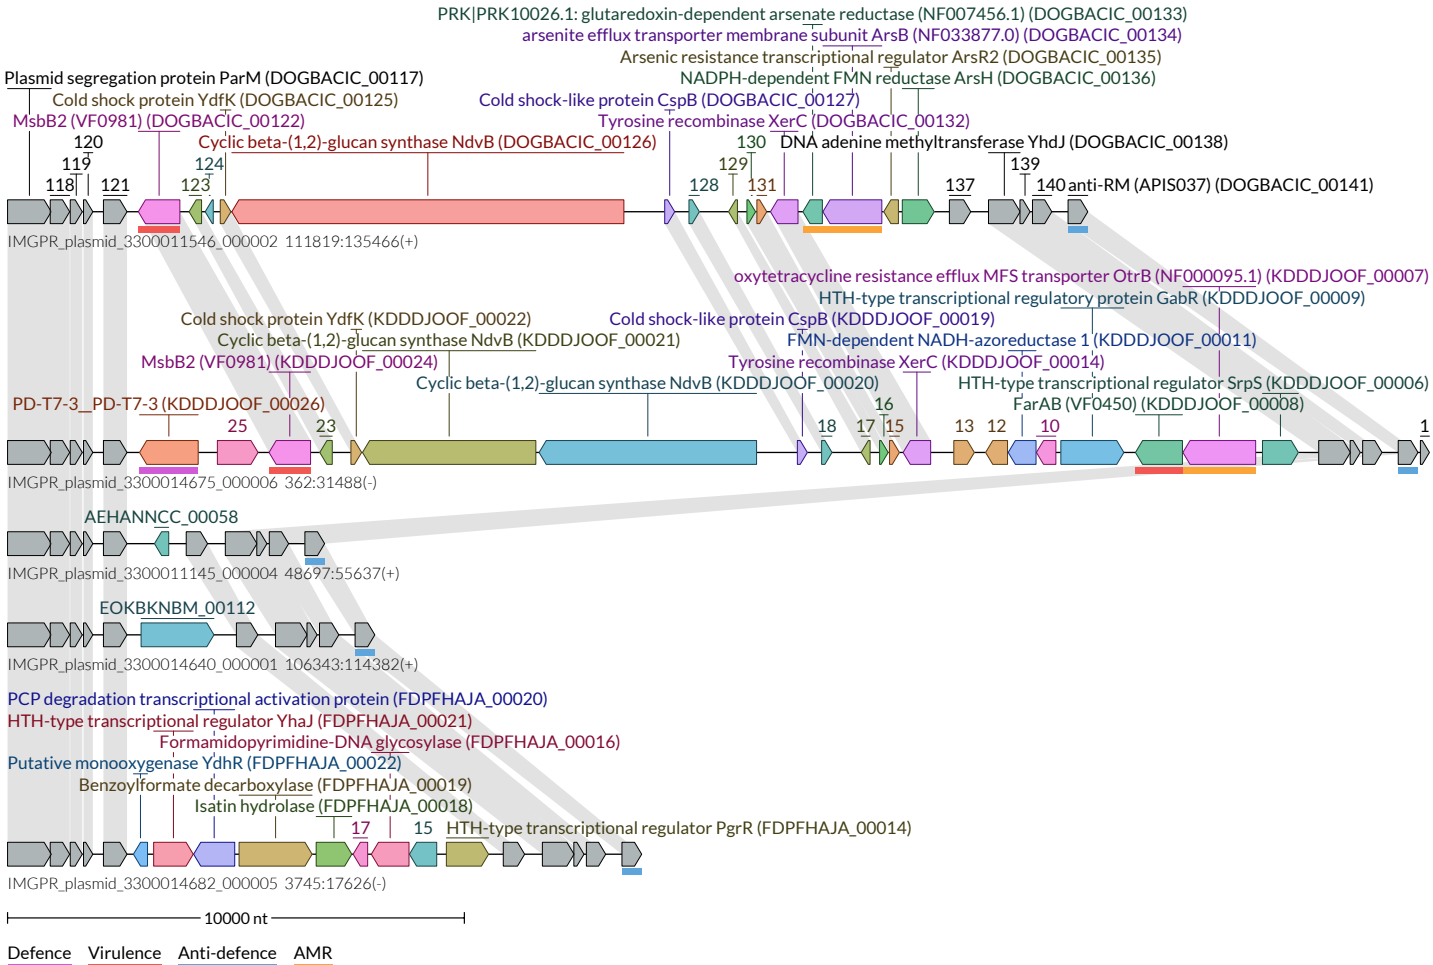 PRK|PRK10026.1: glutaredoxin-dependent arsenate reductase (NF007456.1) (DOGBACIC_00133)
arsenite efflux transporter membrane subunit ArsB (NF033877.0) (DOGBACIC_00134)
Arsenic resistance transcriptional regulator ArsR2 (DOGBACIC_00135)
Plasmid segregation protein ParM (DOGBACIC_00117) NADPH-dependent FMN reductase ArsH (DOGBACIC_00136)
Cold shock protein YdfK (DOGBACIC_00125) Cold shock-like protein CspB (DOGBACIC_00127)
MsbB2 (VF0981) (DOGBACIC_00122) Tyrosine recombinase XerC (DOGBACIC_00132)
120 Cyclic beta-(1,2)-glucan synthase NdvB (DOGBACIC_00126) 130 DNA adenine methyltransferase YhdJ (DOGBACIC_00138)
119 124 129 139
118 121 123 128 131 137 140 anti-RM (APIS037) (DOGBACIC_00141)
IMGPR_plasmid_3300011546_000002 111819:135466(+)
oxytetracycline resistance efflux MFS transporter OtrB (NF000095.1) (KDDDJOOF_00007)
HTH-type transcriptional regulatory protein GabR (KDDDJOOF_00009)
Cold shock protein YdfK (KDDDJOOF_00022) Cold shock-like protein CspB (KDDDJOOF_00019)
Cyclic beta-(1,2)-glucan synthase NdvB (KDDDJOOF_00021) FMN-dependent NADH-azoreductase 1 (KDDDJOOF_00011)
MsbB2 (VF0981) (KDDDJOOF_00024) Tyrosine recombinase XerC (KDDDJOOF_00014)
Cyclic beta-(1,2)-glucan synthase NdvB (KDDDJOOF_00020) HTH-type transcriptional regulator SrpS (KDDDJOOF_00006)
PD-T7-3__PD-T7-3 (KDDDJOOF_00026) 16 FarAB (VF0450) (KDDDJOOF_00008)
25 23 18 17 15 13 12 10 1
IMGPR_plasmid_3300014675_000006 362:31488(-)
AEHANNCC_00058
IMGPR_plasmid_3300011145_000004 48697:55637(+)
EOKBKNBM_00112
IMGPR_plasmid_3300014640_000001 106343:114382(+)
PCP degradation transcriptional activation protein (FDPFHAJA_00020)
HTH-type transcriptional regulator YhaJ (FDPFHAJA_00021)
Formamidopyrimidine-DNA glycosylase (FDPFHAJA_00016)
Putative monooxygenase YdhR (FDPFHAJA_00022)
Benzoylformate decarboxylase (FDPFHAJA_00019)
Isatin hydrolase (FDPFHAJA_00018)
17 15 HTH-type transcriptional regulator PgrR (FDPFHAJA_00014)
IMGPR_plasmid_3300014682_000005 3745:17626(-)
10000 nt
Defence Virulence Anti-defence AMR